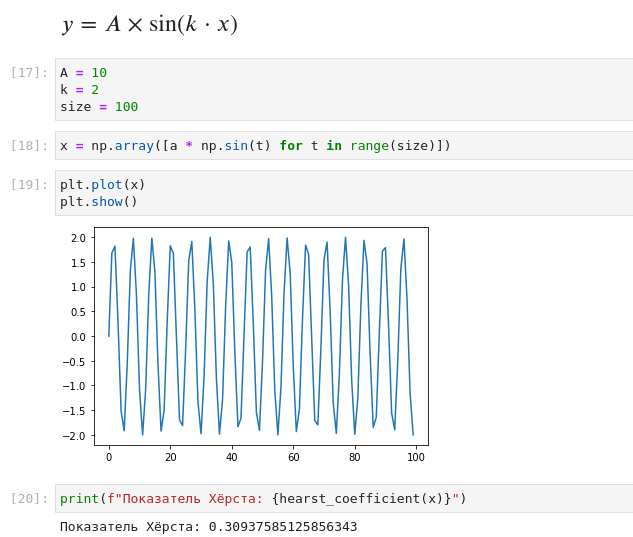 y = A × sin(k · x)
[17]: A = 10
k = 2
size = 100
[18]: x = np.array([a * np.sin(t) for t in range(size)])
[19]: plt.plot(x)
plt.show()
2.0
1.5
1.0
0.5
0.0
−0.5
−1.0
−1.5
−2.0
0 20 40 60 80 100
[20]: print(f"Показатель Хёрста: {hearst_coefficient(x)}")
Показатель Хёрста: 0.30937585125856343